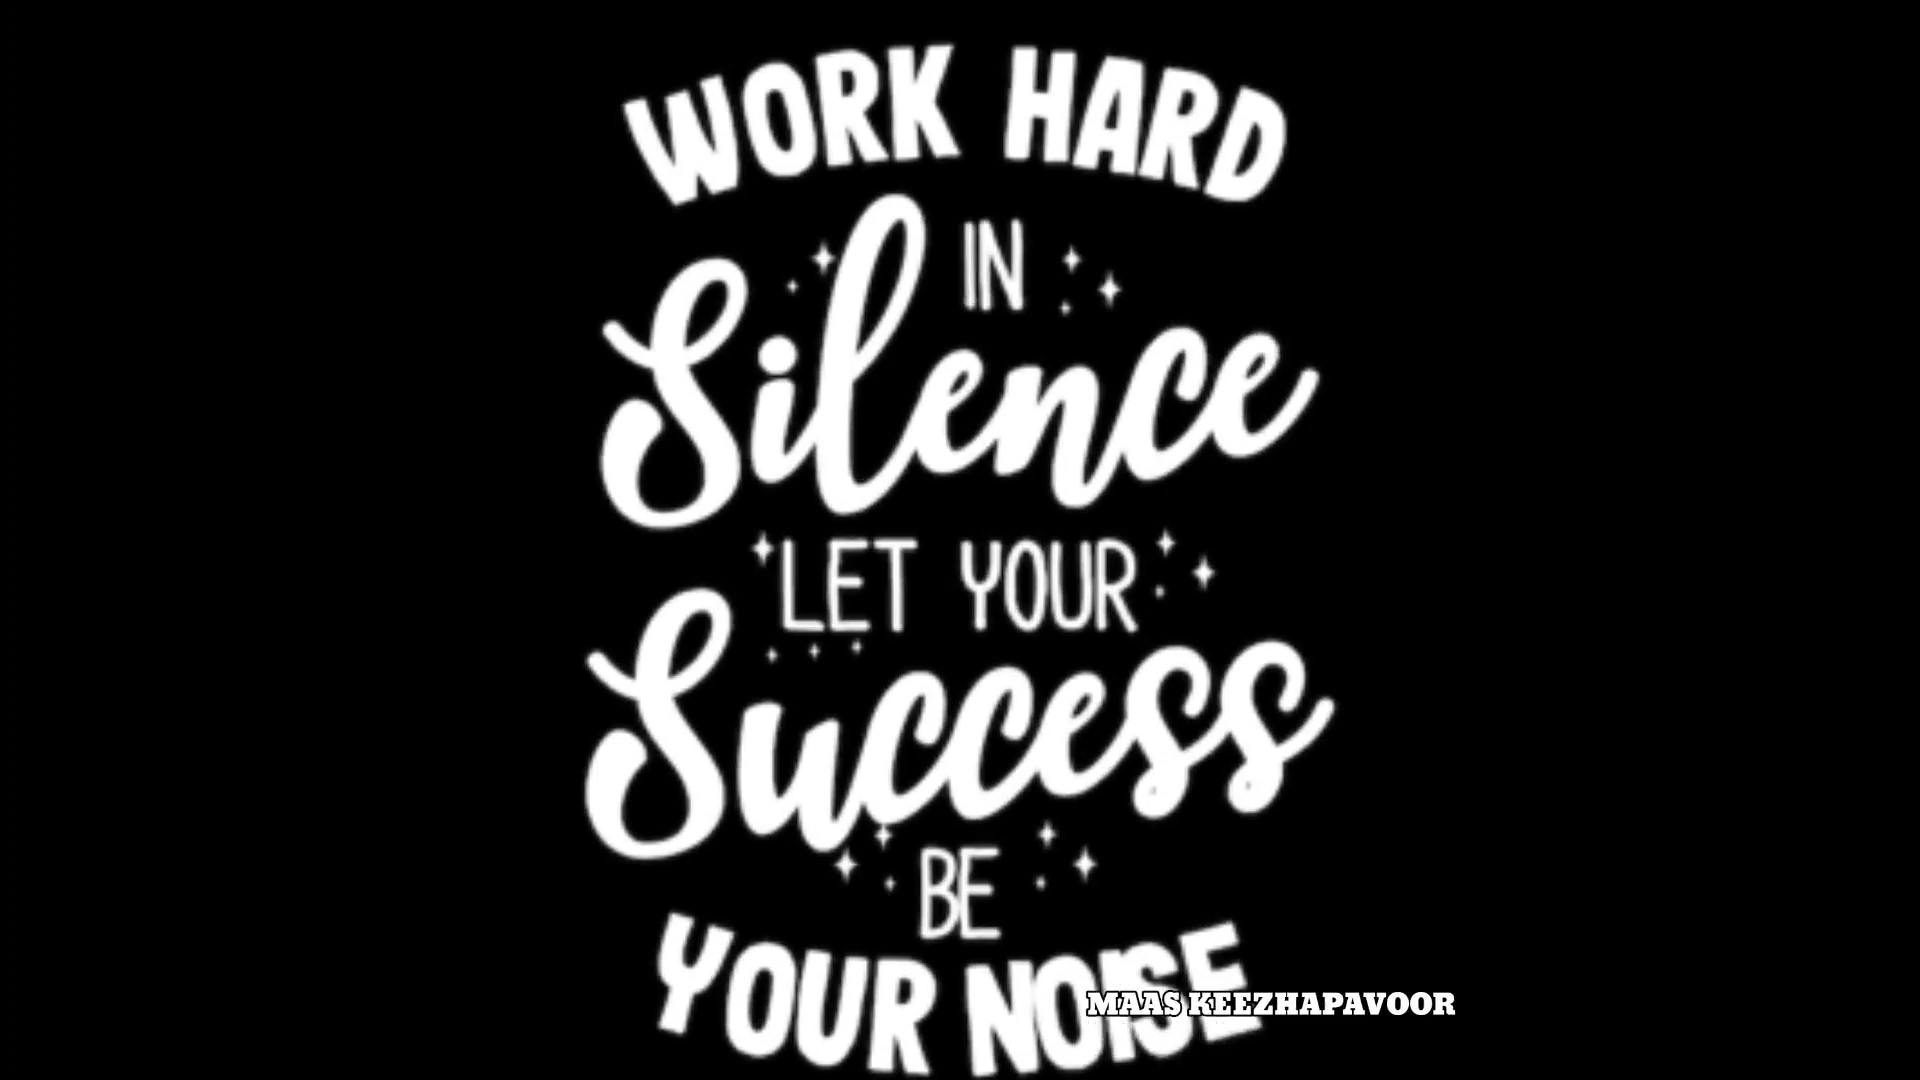 WORK HARD
IN
Silence
LET YOUR
Success
BE
YOUR NOISE
MAAS KEEZHAPAVOOR